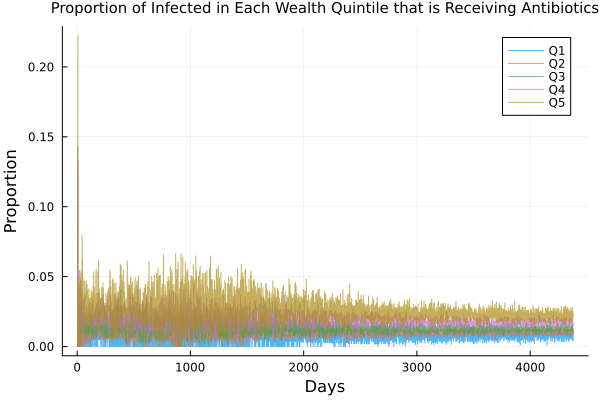 Proportion of Infected in Each Wealth Quintile that is Receiving Antibiotics
Proportion
0.20
0.15
0.10
0.05
0.00
Q1
Q2
Q3
Q4
Q5
0 1000 2000 3000 4000
Days